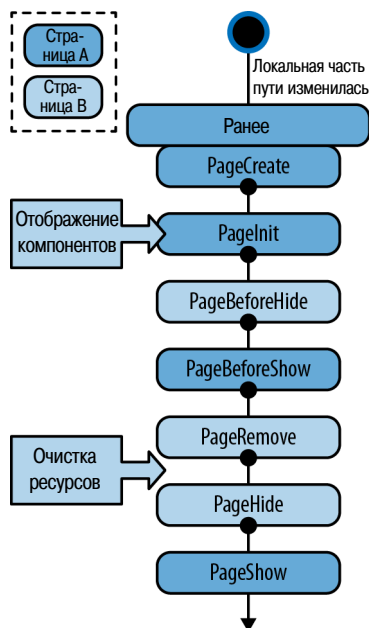 Стра-
ница A
Стра-
ница B
Локальная часть
пути изменилась
Ранее
PageCreate
Отображение
компонентов
PageInit
PageBeforeHide
PageBeforeShow
PageRemove
Очистка
ресурсов
PageHide
PageShow